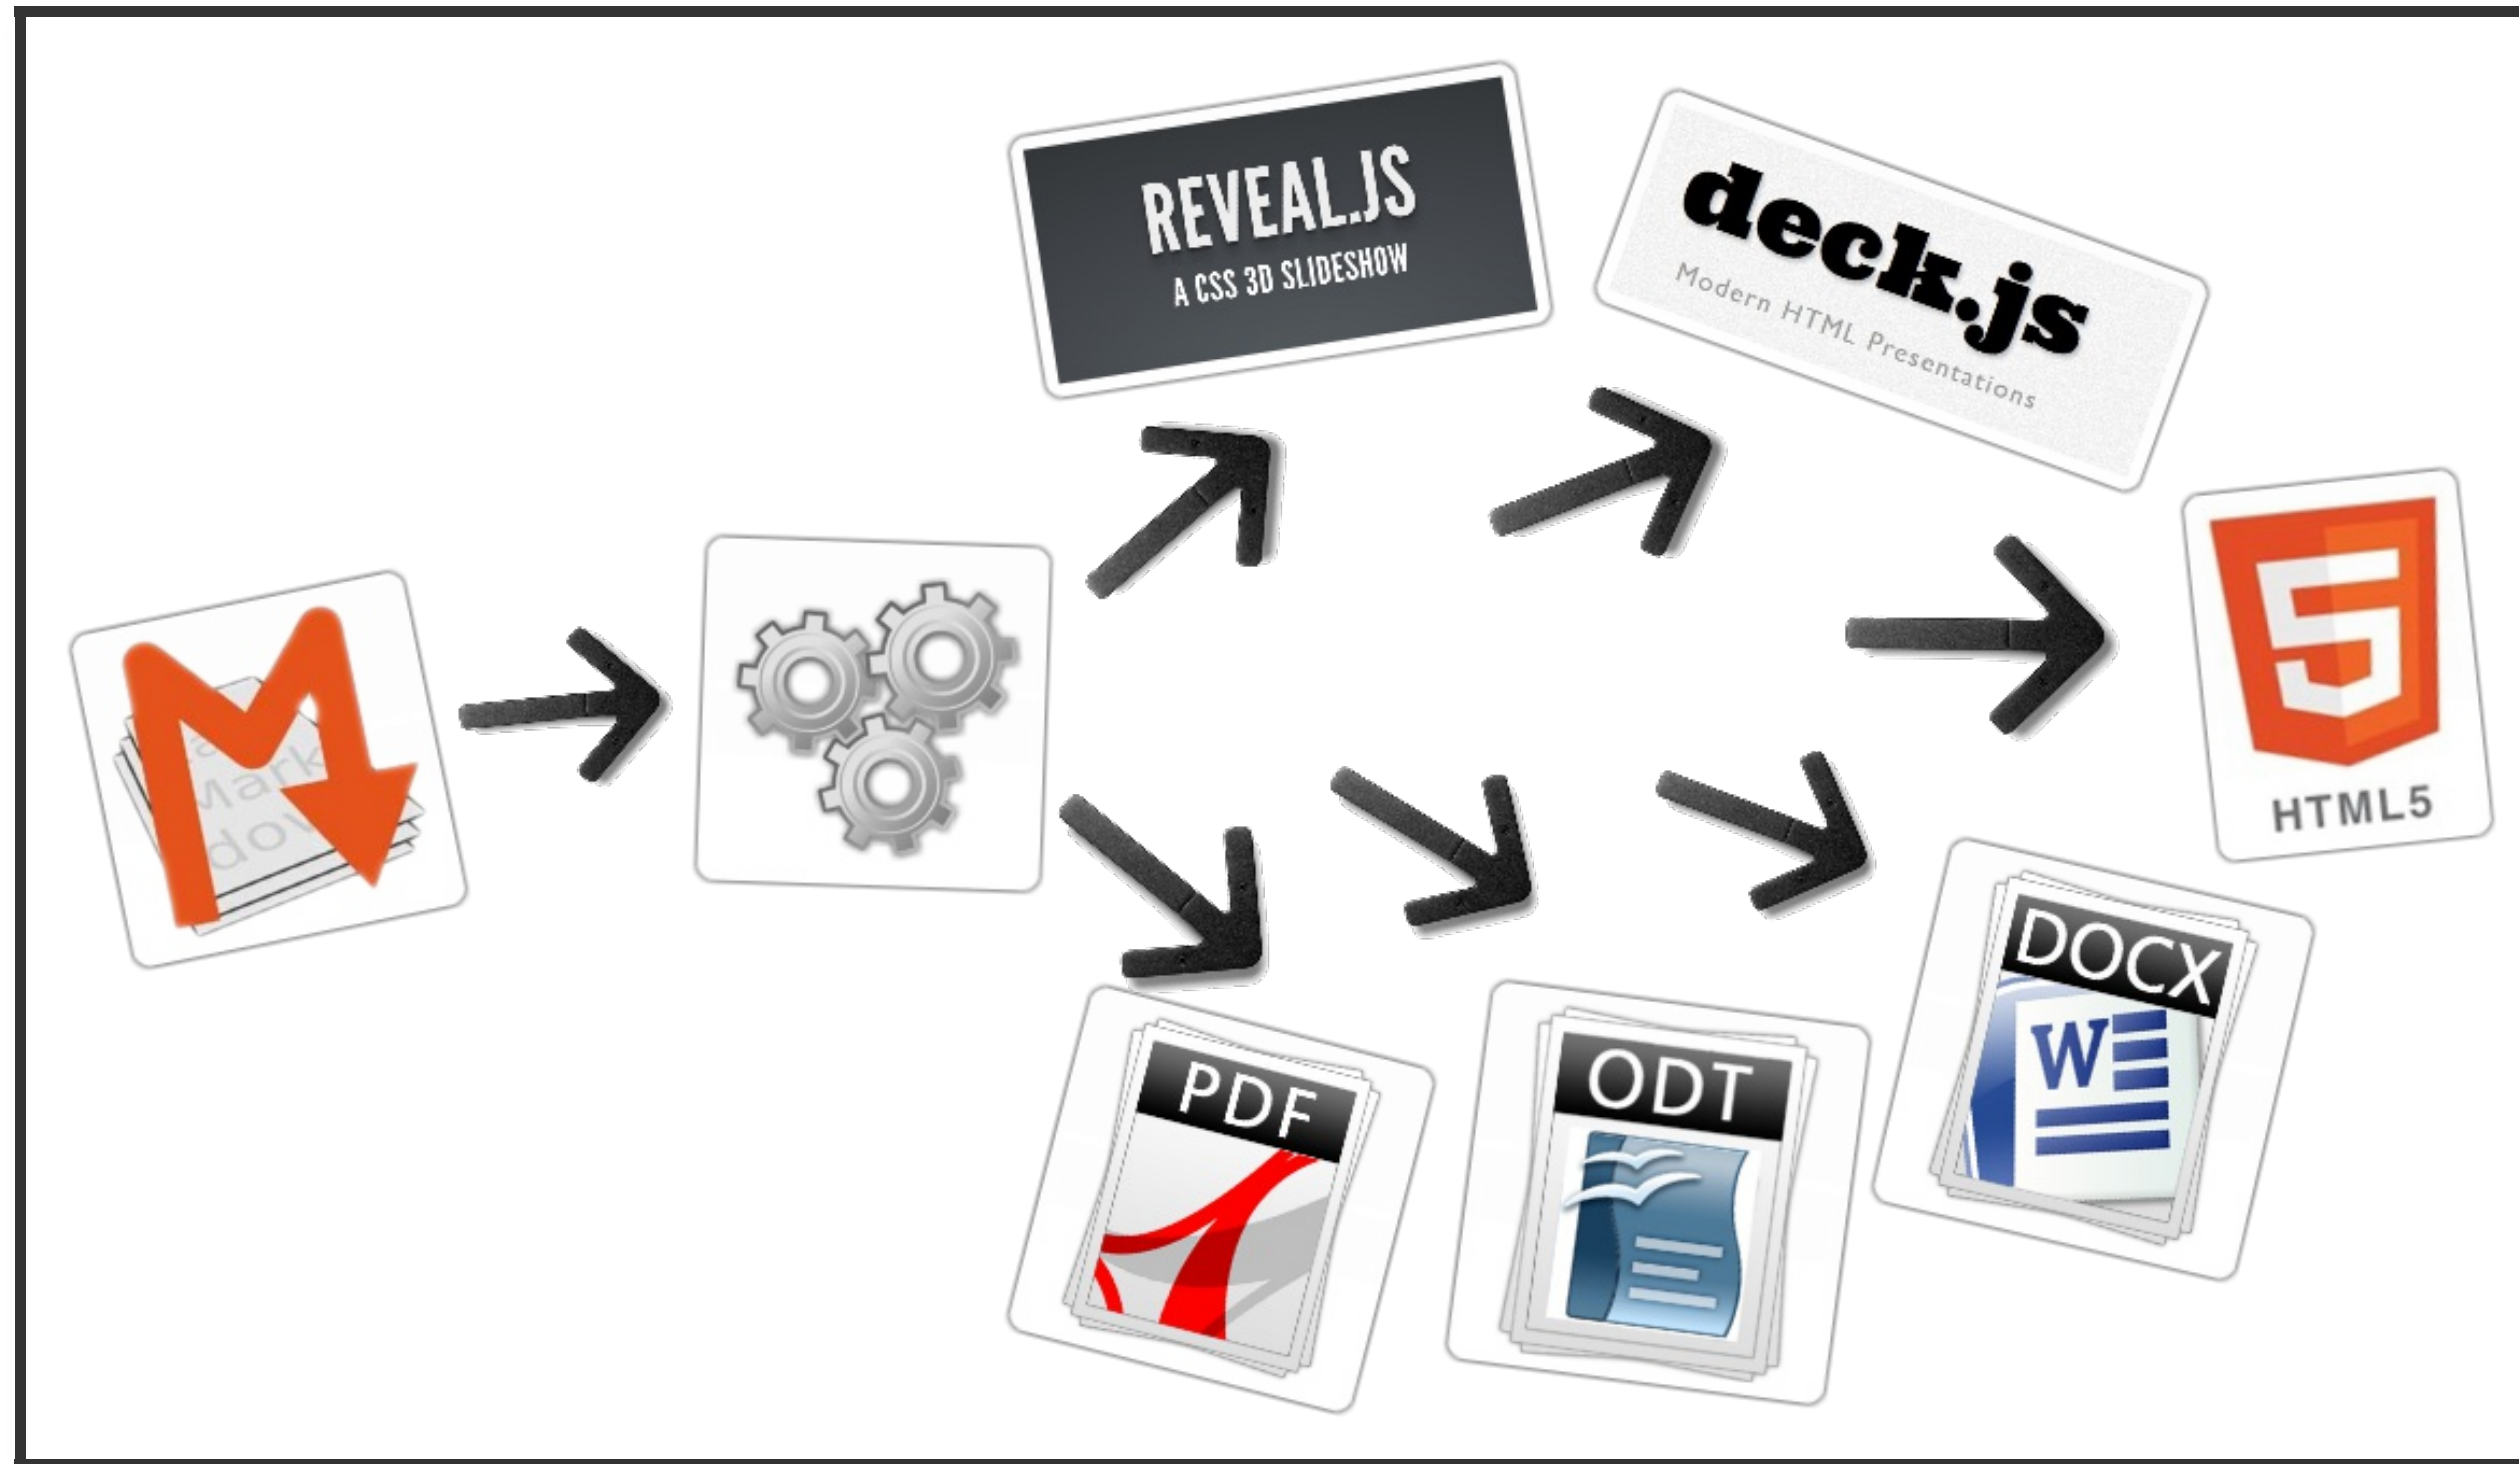 REVEAL.JS
A CSS 3D SLIDESHOW
deck.js
Modern HTML Presentations
HTML5
DOCX
W
PDF
ODT